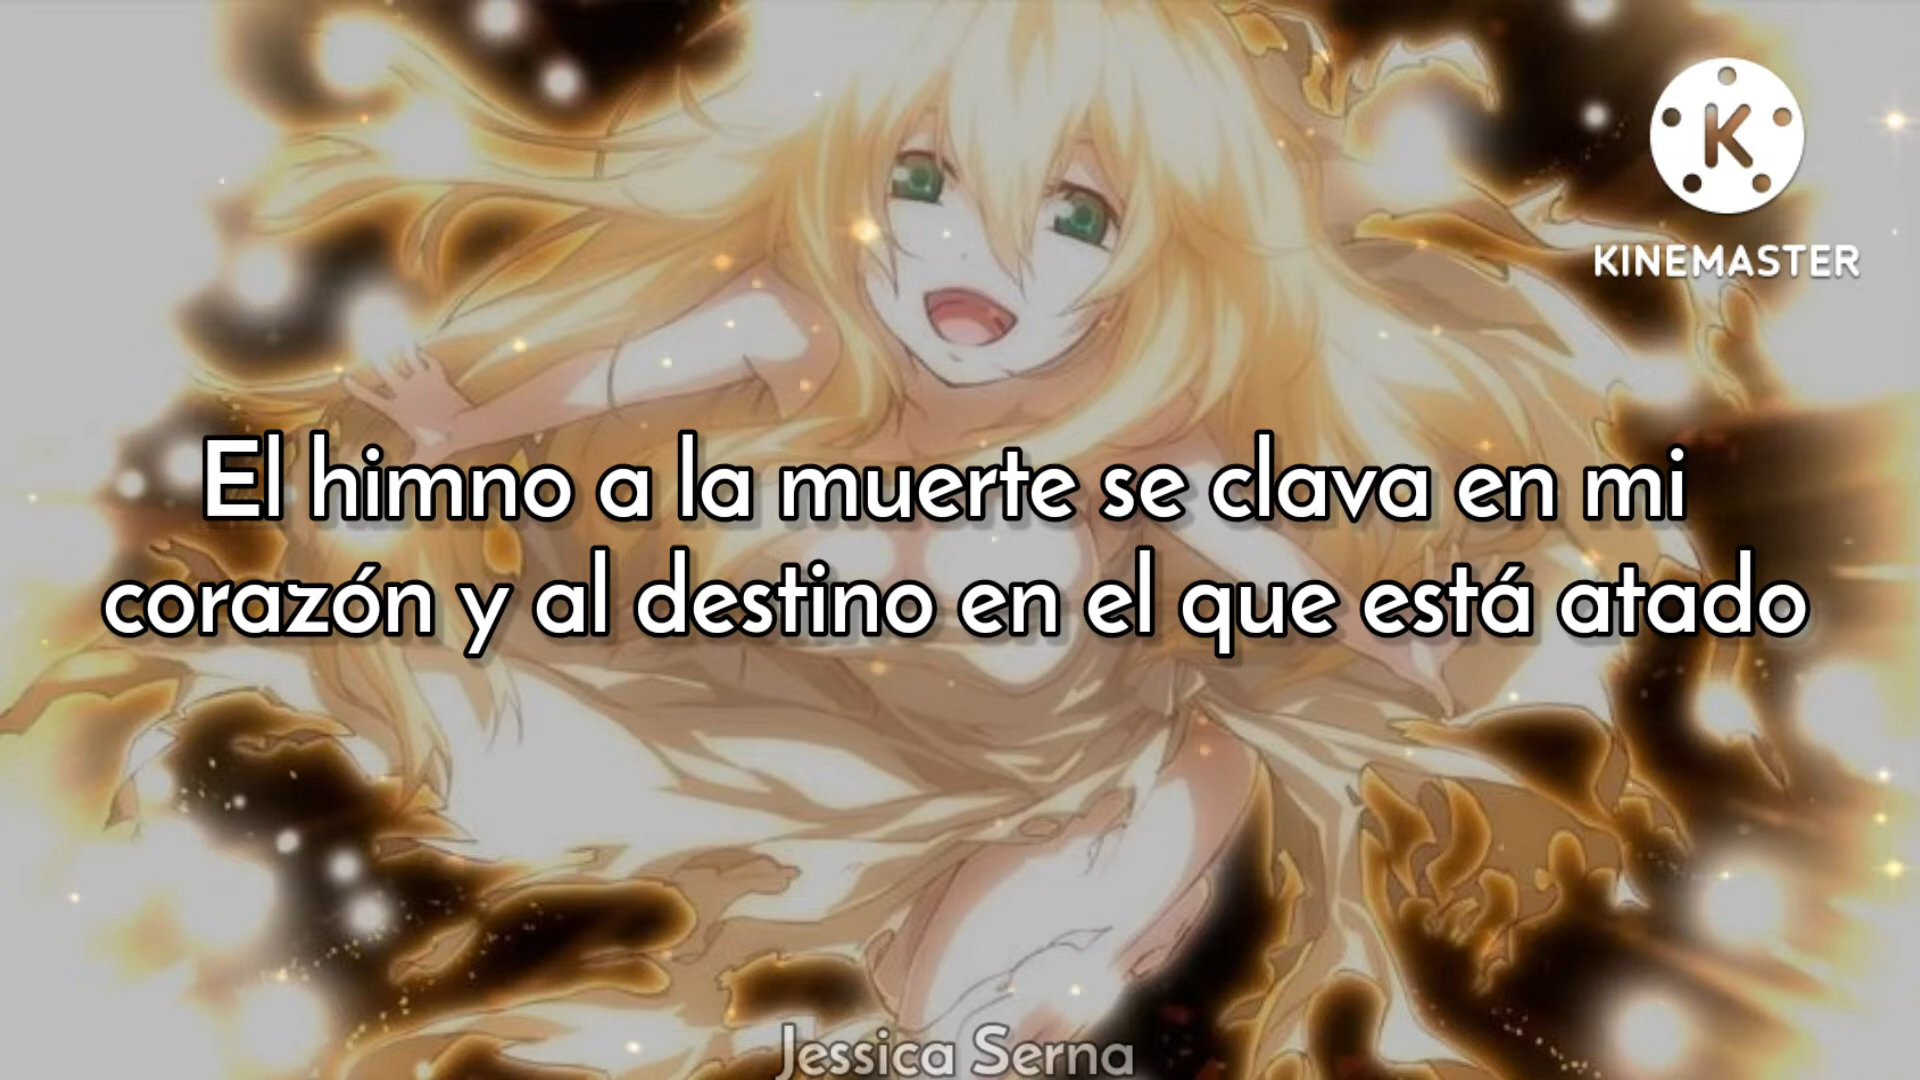 K
KINEMASTER
El himno a la muerte se clava en mi
corazón y al destino en el que está atado
Jessica Serna